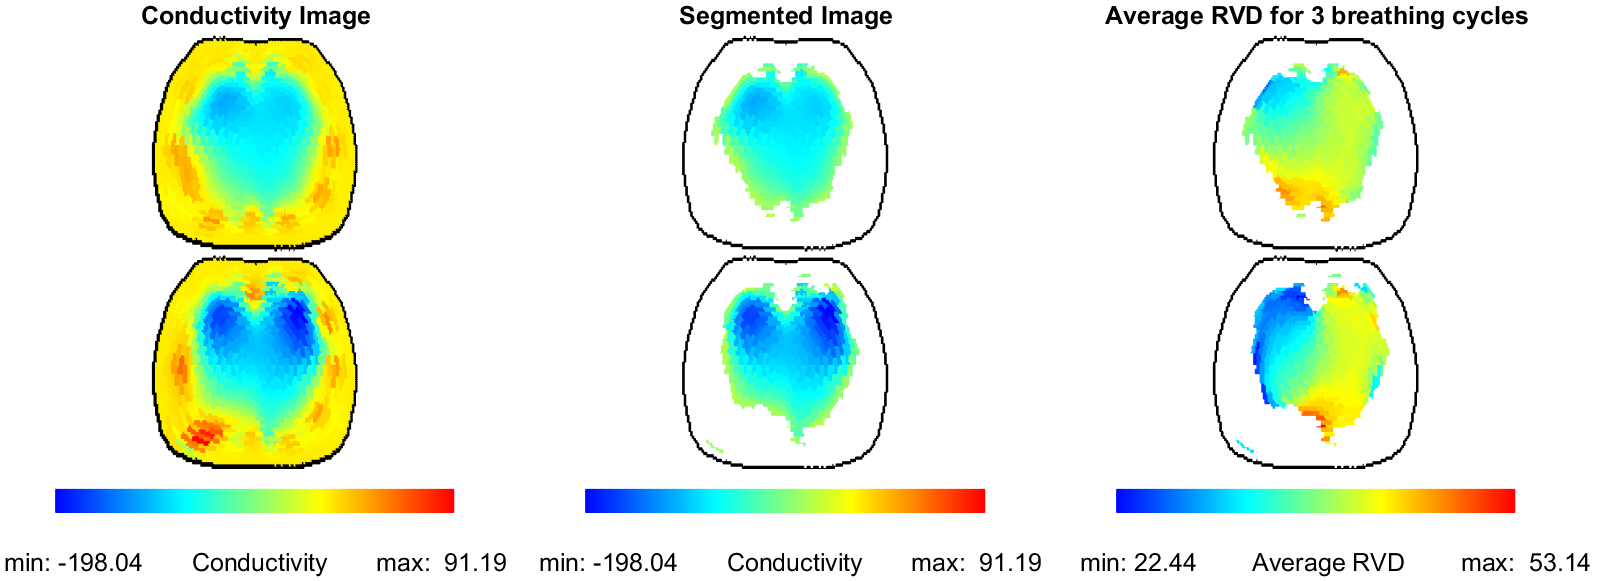 Conductivity Image
Segmented Image
Average RVD for 3 breathing cycles
min: -198.04 Conductivity max: 91.19
min: -198.04 Conductivity max: 91.19
min: 22.44 Average RVD max: 53.14